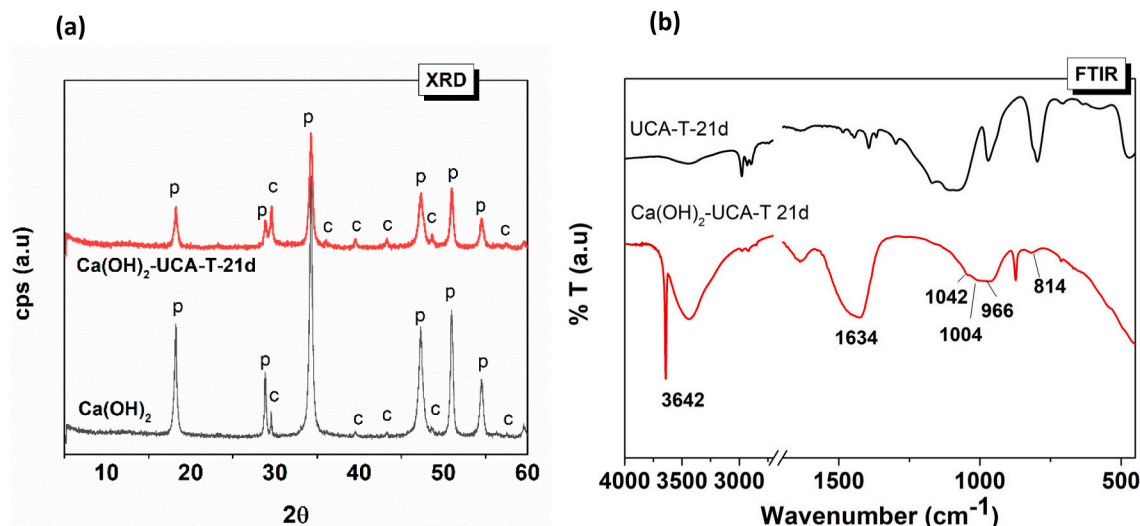 (a)
XRD
p
p
c
p
c
c
c
p
c
p
p
c
Ca(OH)2-UCA-T-21d
p
p
c
c
c
p
c
p
p
c
Ca(OH)2
cps (a.u)
10 20 30 40 50 60
2θ
(b)
FTIR
UCA-T-21d
Ca(OH)2-UCA-T 21d
3642
1634
1042
1004
966
814
% T (a.u)
4000 3500 3000 1500 1000 500
Wavenumber (cm-1)